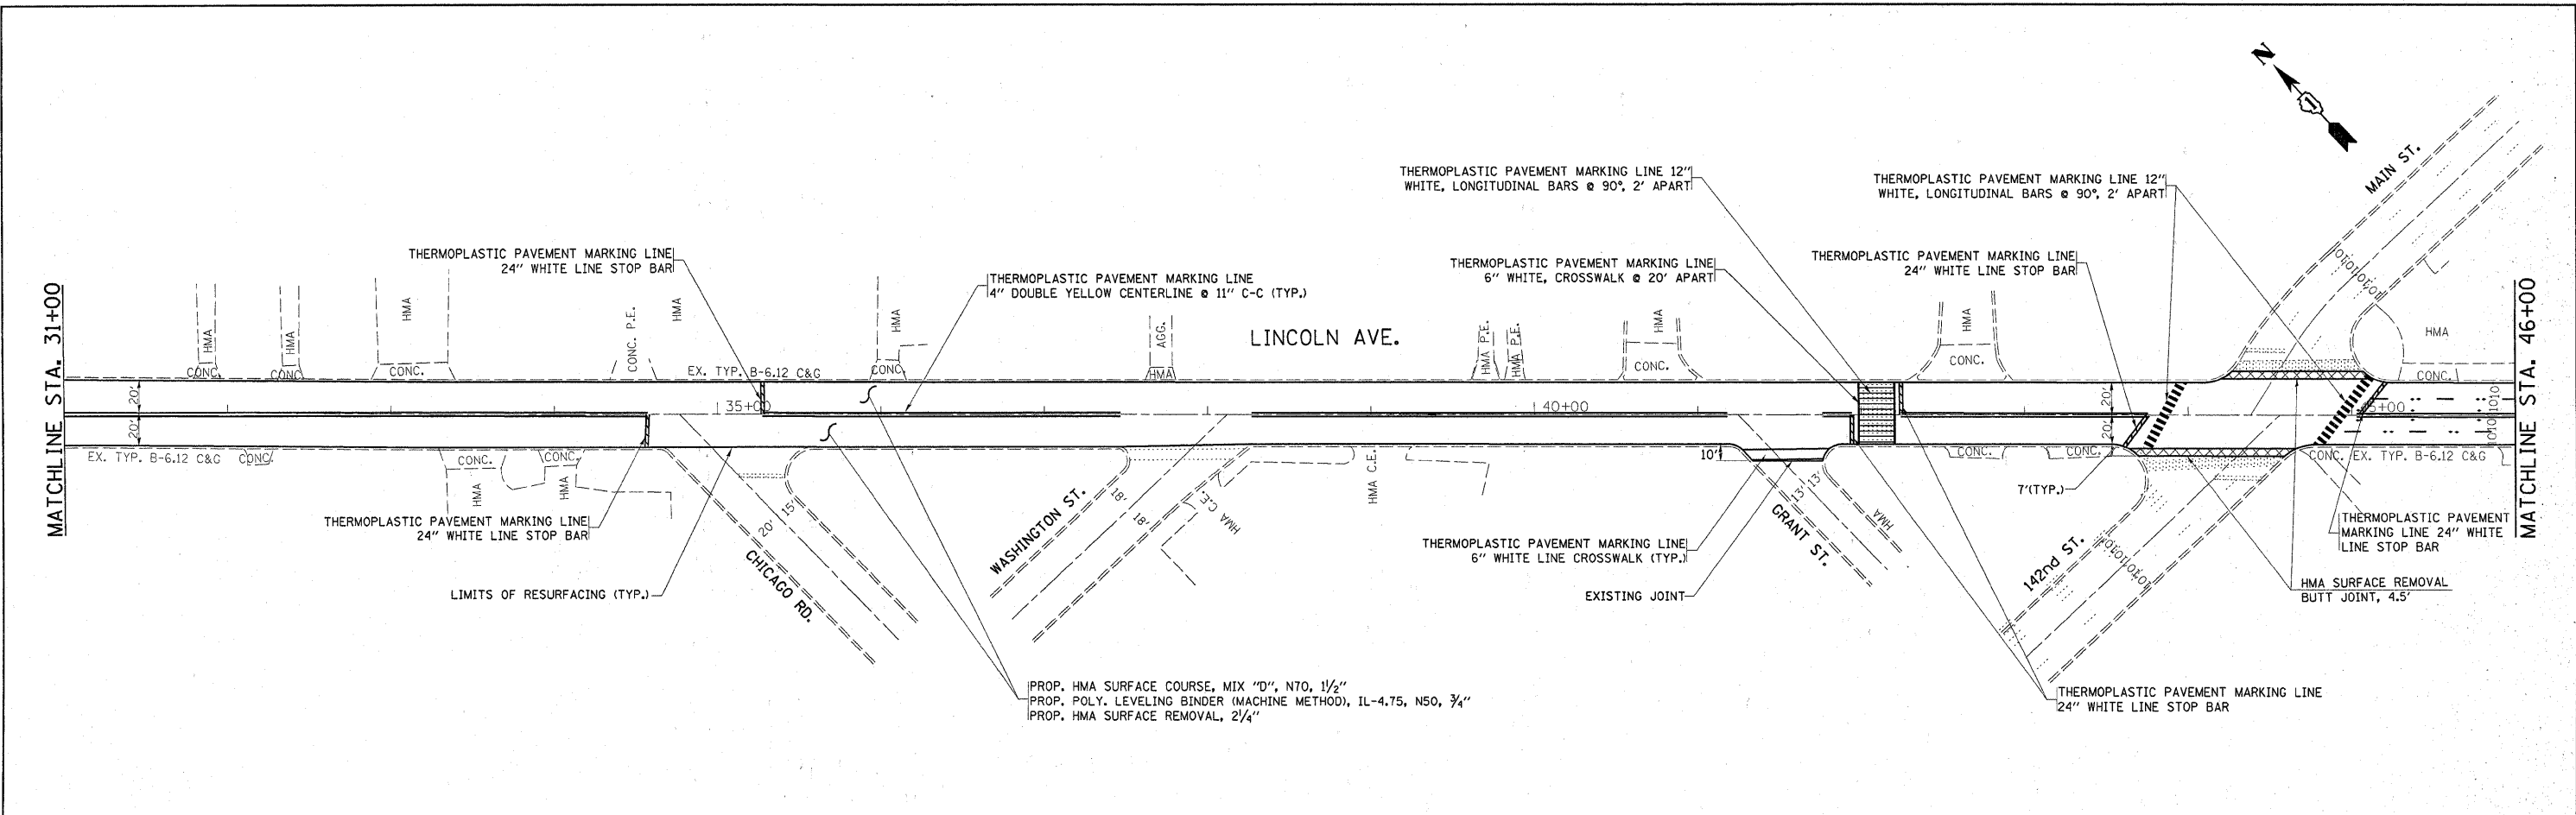 N
1
MAIN ST.
THERMOPLASTIC PAVEMENT MARKING LINE 12"
WHITE, LONGITUDINAL BARS @ 90°, 2' APART
THERMOPLASTIC PAVEMENT MARKING LINE 12"
WHITE, LONGITUDINAL BARS @ 90°, 2' APART
THERMOPLASTIC PAVEMENT MARKING LINE
24" WHITE LINE STOP BAR
THERMOPLASTIC PAVEMENT MARKING LINE
4" DOUBLE YELLOW CENTERLINE @ 11" C-C (TYP.)
THERMOPLASTIC PAVEMENT MARKING LINE
6" WHITE, CROSSWALK @ 20' APART
THERMOPLASTIC PAVEMENT MARKING LINE
24" WHITE LINE STOP BAR
MATCHLINE STA. 31+00
MATCHLINE STA. 46+00
LINCOLN AVE.
HMA
HMA
HMA
CONC. P.E.
HMA
HMA
AGG.
HMA P.E.
HMA P.E.
HMA
HMA
HMA
CONC.
CONC.
CONC.
EX. TYP. B-6.12 C&G
CONC.
HMA
CONC.
CONC.
CONC.
20'
20'
35+00
40+00
45+00
20'
20'
10'
10'
10'
10'
EX. TYP. B-6.12 C&G
CONC.
CONC.
CONC.
HMA
HMA
HMA C.E.
HMA C.E.
10'
CONC.
CONC.
CONC.
EX. TYP. B-6.12 C&G
7'(TYP.)
THERMOPLASTIC PAVEMENT MARKING LINE
24" WHITE LINE STOP BAR
LIMITS OF RESURFACING (TYP.)
20'
15'
CHICAGO RD.
WASHINGTON ST.
18'
18'
THERMOPLASTIC PAVEMENT MARKING LINE
6" WHITE LINE CROSSWALK (TYP.)
EXISTING JOINT
13'
13'
GRANT ST.
HMA
142nd ST.
THERMOPLASTIC PAVEMENT
MARKING LINE 24" WHITE
LINE STOP BAR
HMA SURFACE REMOVAL
BUTT JOINT, 4.5'
PROP. HMA SURFACE COURSE, MIX "D", N70, 1½"
PROP. POLY. LEVELING BINDER (MACHINE METHOD), IL-4.75, N50, ¾"
PROP. HMA SURFACE REMOVAL, 2¼"
THERMOPLASTIC PAVEMENT MARKING LINE
24" WHITE LINE STOP BAR